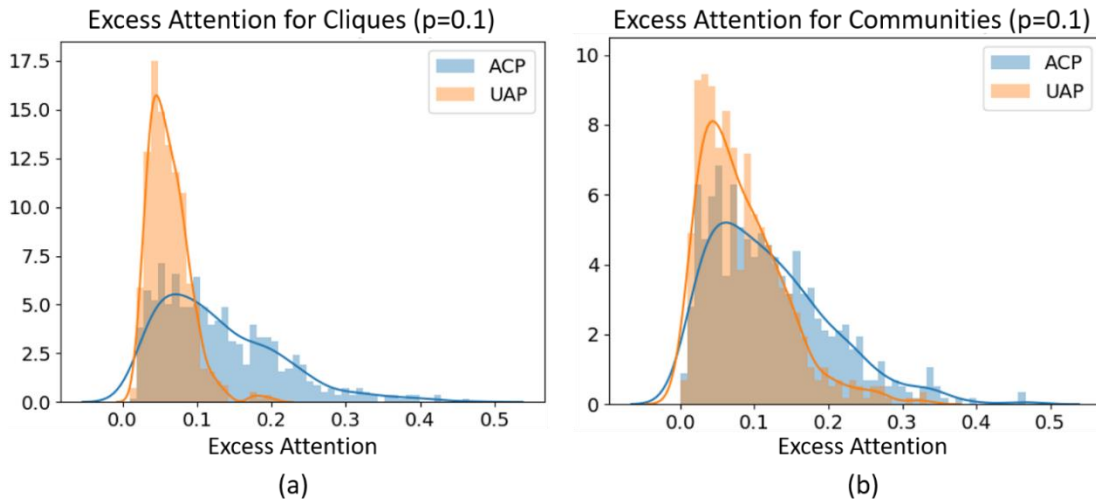 Excess Attention for Cliques (p=0.1)
ACP
UAP
17.5
15.0
12.5
10.0
7.5
5.0
2.5
0.0
0.0 0.1 0.2 0.3 0.4 0.5
Excess Attention
(a)
Excess Attention for Communities (p=0.1)
ACP
UAP
10
8
6
4
2
0
0.0 0.1 0.2 0.3 0.4 0.5
Excess Attention
(b)